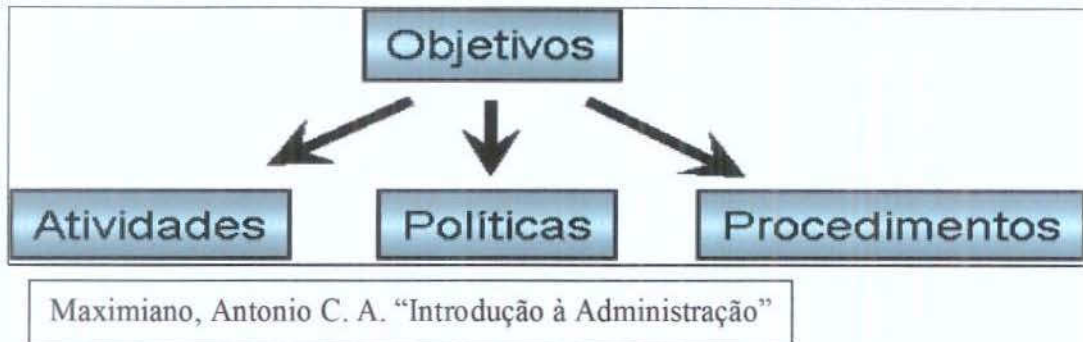 Objetivos
Atividades Políticas Procedimentos
Maximiano, Antonio C. A. “Introdução à Administração”